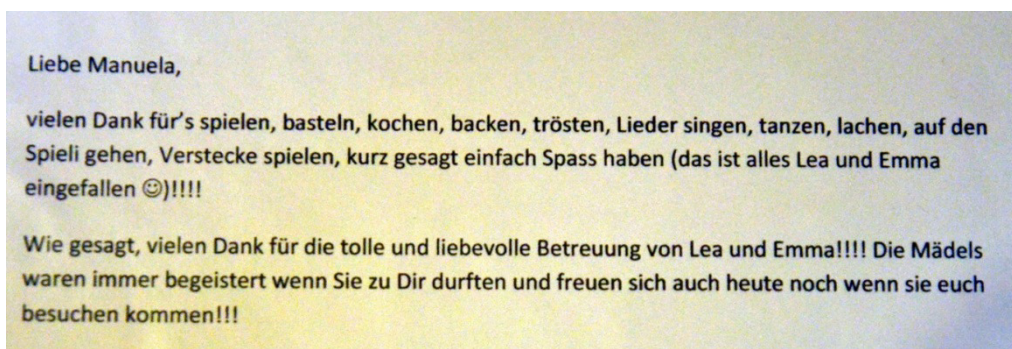 Liebe Manuela,
vielen Dank für's spielen, basteln, kochen, backen, trösten, Lieder singen, tanzen, lachen, auf den
Spieli gehen, Verstecke spielen, kurz gesagt einfach Spass haben (das ist alles Lea und Emma
eingefallen ☺)!!!!
Wie gesagt, vielen Dank für die tolle und liebevolle Betreuung von Lea und Emma!!!! Die Mädels
waren immer begeistert wenn Sie zu Dir durften und freuen sich auch heute noch wenn sie euch
besuchen kommen!!!